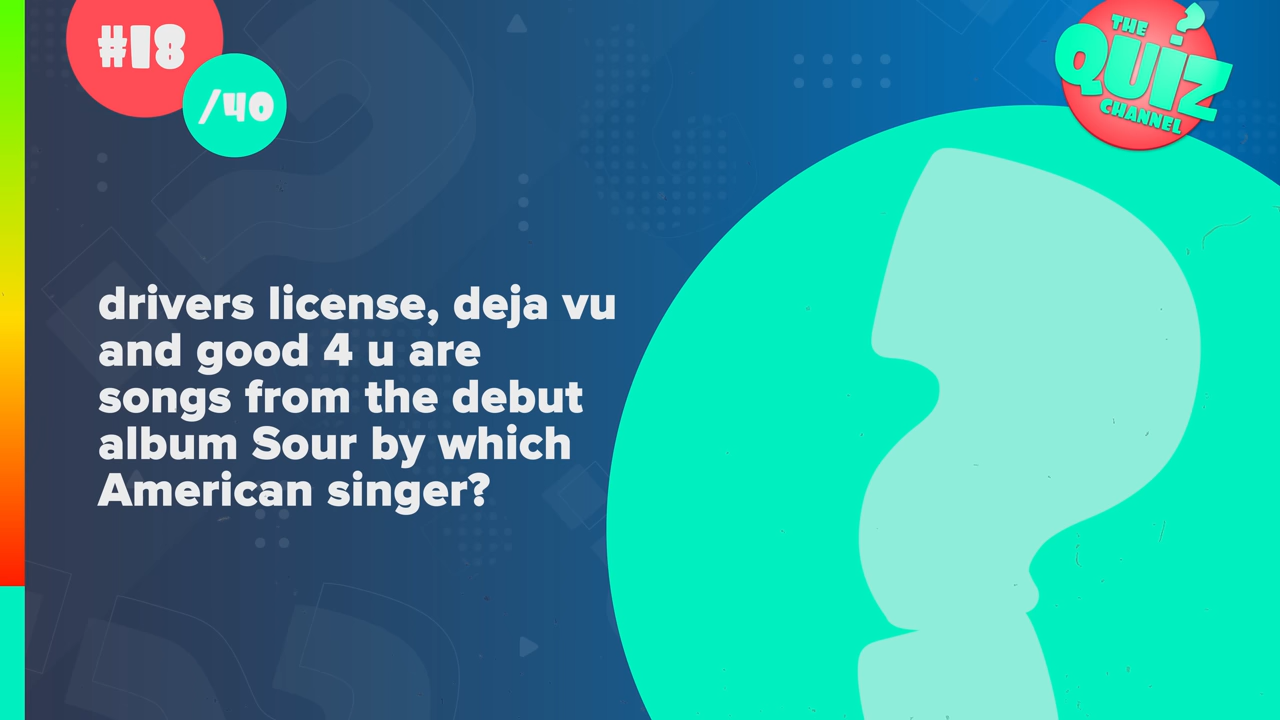 #18
/40
THE
QUIZ
CHANNEL
drivers license, deja vu
and good 4 u are
songs from the debut
album Sour by which
American singer?